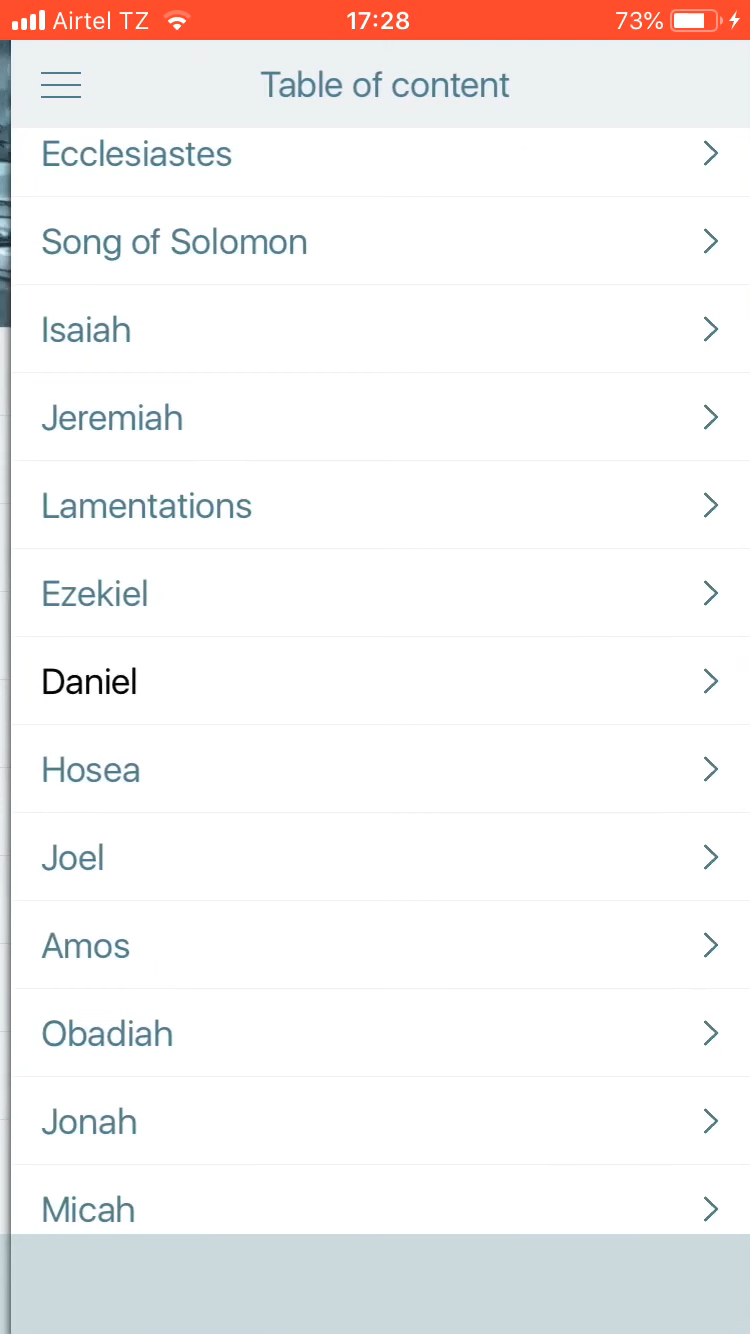 Airtel TZ 17:28 73%
Table of content
Ecclesiastes
Song of Solomon
Isaiah
Jeremiah
Lamentations
Ezekiel
Daniel
Hosea
Joel
Amos
Obadiah
Jonah
Micah